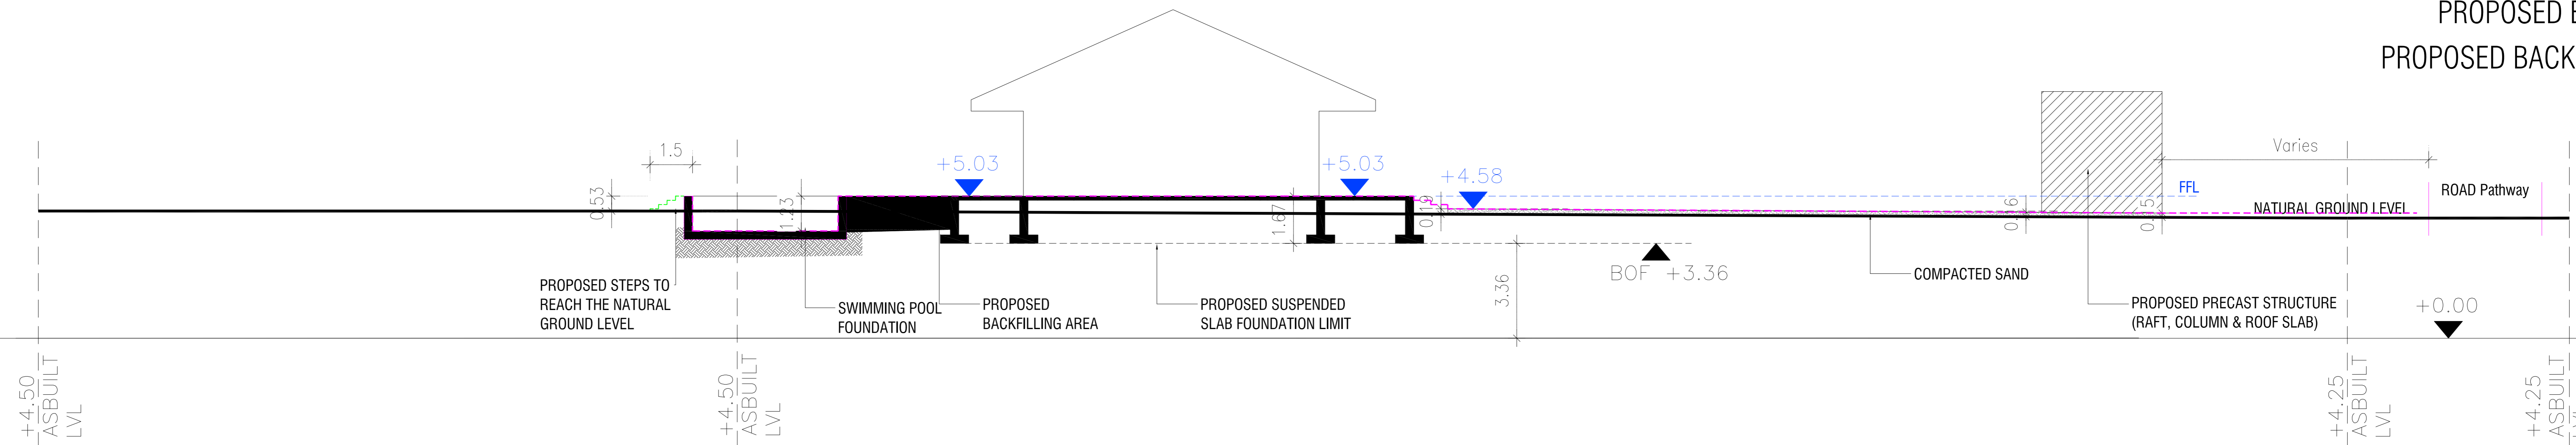 PROPOSED
PROPOSED BACK
1.5
0.53
1.23
+5.03
+5.03
+4.58
1.67
0.19
Varies
FFL
ROAD Pathway
NATURAL GROUND LEVEL
0.16
0.15
BOF +3.36
3.36
COMPACTED SAND
PROPOSED STEPS TO
REACH THE NATURAL
GROUND LEVEL
SWIMMING POOL
FOUNDATION
PROPOSED
BACKFILLING AREA
PROPOSED SUSPENDED
SLAB FOUNDATION LIMIT
PROPOSED PRECAST STRUCTURE
(RAFT, COLUMN & ROOF SLAB)
+0.00
+4.50
ASBUILT
LVL
+4.50
ASBUILT
LVL
+4.25
ASBUILT
LVL
+4.25
ASBUILT